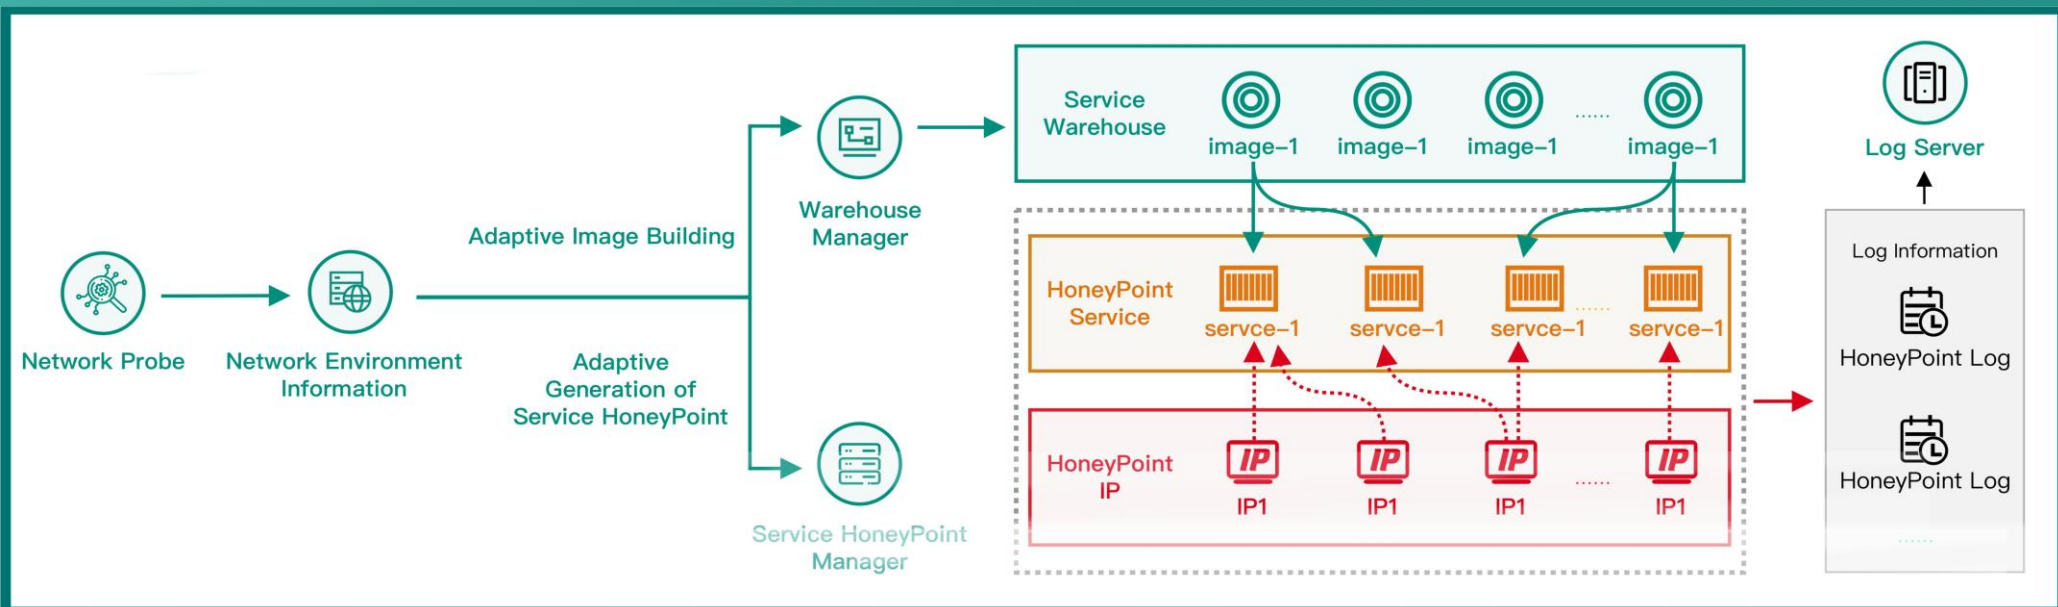 Network Probe
Network Environment
Information
Adaptive Image Building
Adaptive
Generation of
Service HoneyPoint
Warehouse
Manager
Service HoneyPoint
Manager
Service
Warehouse
image-1
image-1
image-1
......
image-1
HoneyPoint
Service
servce-1
servce-1
servce-1
......
servce-1
HoneyPoint
IP
IP
IP
IP
......
IP
IP1
IP1
IP1
IP1
Log Server
Log Information
HoneyPoint Log
HoneyPoint Log
......